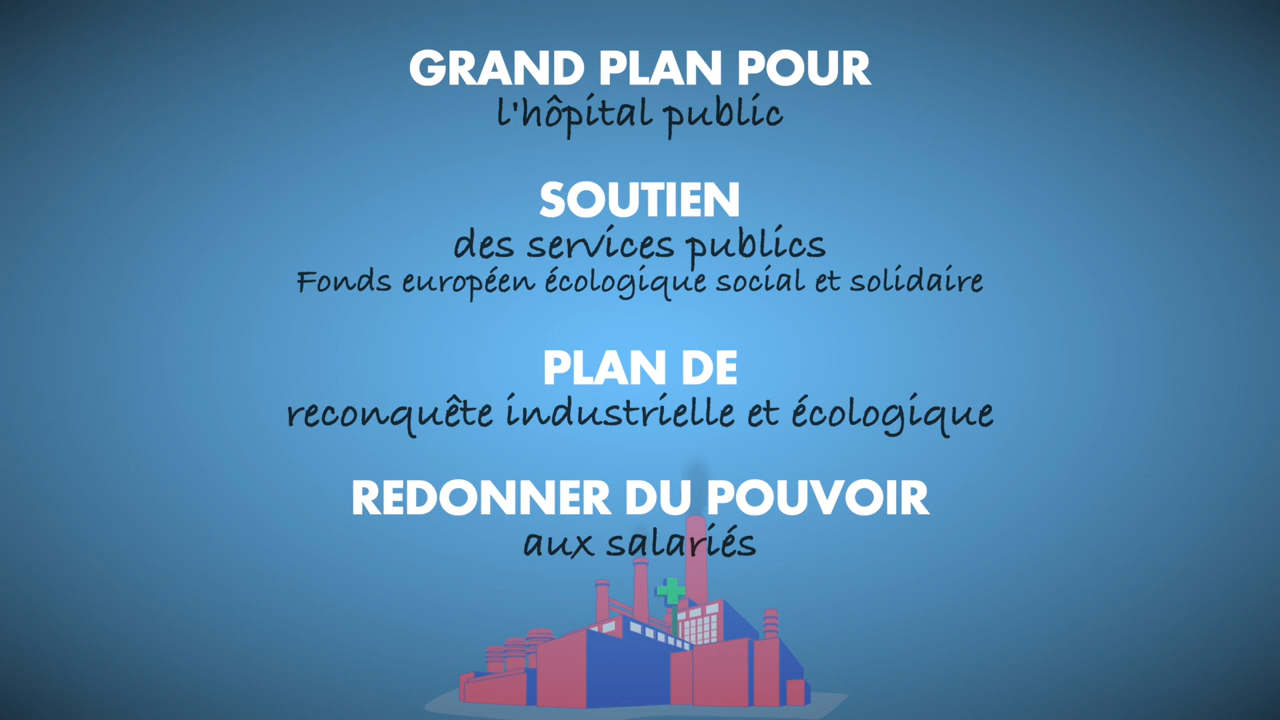 GRAND PLAN POUR
l'hôpital public
SOUTIEN
des services publics
Fonds européen écologique social et solidaire
PLAN DE
reconquête industrielle et écologique
REDONNER DU POUVOIR
aux salariés